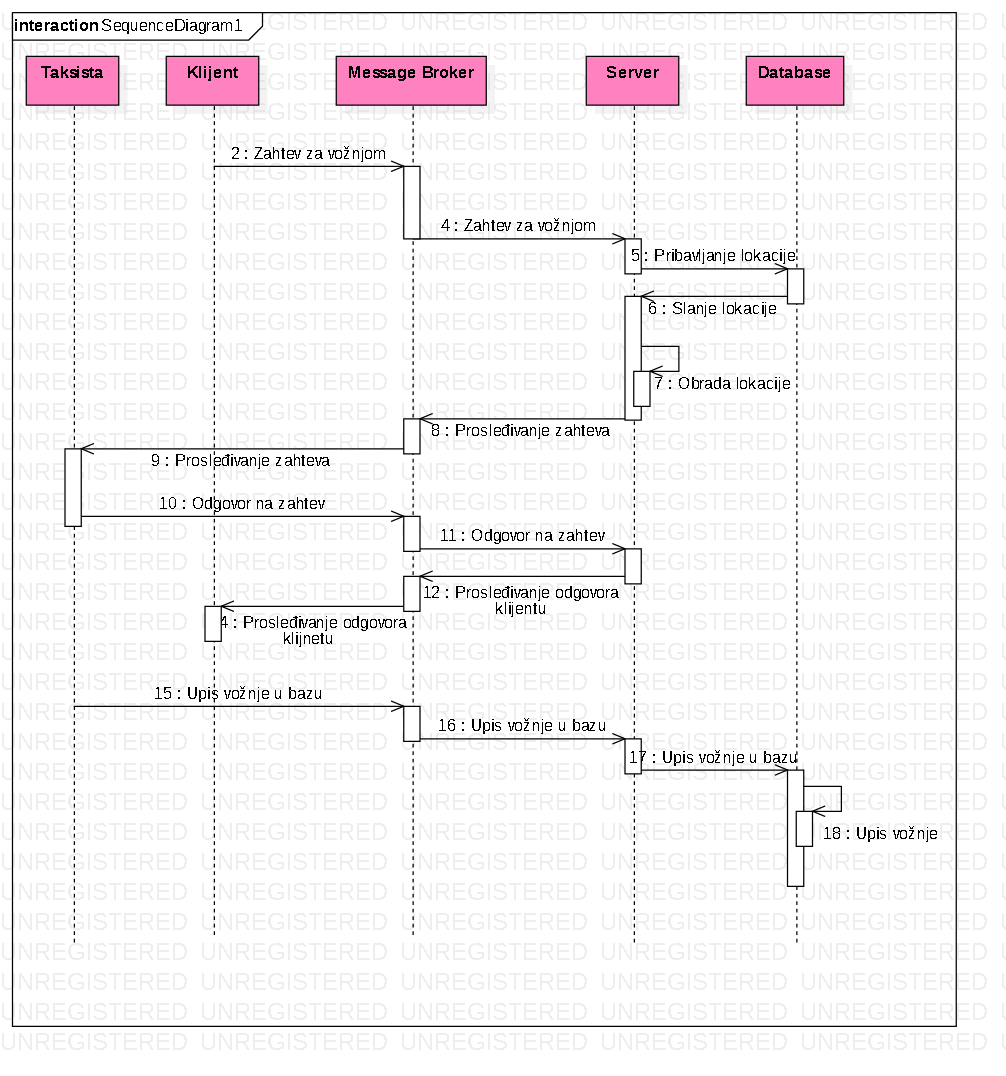 interaction SequenceDiagram1
Taksista
Klijent
Message Broker
Server
Database
2 : Zahtev za vožnjom
4 : Zahtev za vožnjom
5 : Pribavljanje lokacije
6 : Slanje lokacije
7 : Obrada lokacije
8 : Prosleđivanje zahteva
9 : Prosleđivanje zahteva
10 : Odgovor na zahtev
11 : Odgovor na zahtev
12 : Prosleđivanje odgovora
klijentu
4 : Prosleđivanje odgovora
klijnetu
15 : Upis vožnje u bazu
16 : Upis vožnje u bazu
17 : Upis vožnje u bazu
18 : Upis vožnje
UNREGISTERED